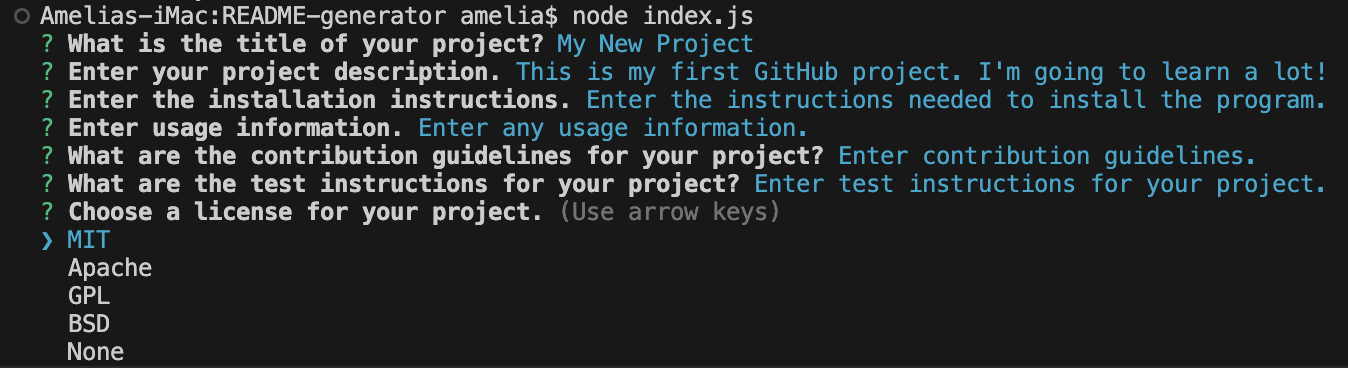 Amelias-iMac:README-generator amelia$ node index.js
? What is the title of your project? My New Project
? Enter your project description. This is my first GitHub project. I'm going to learn a lot!
? Enter the installation instructions. Enter the instructions needed to install the program.
? Enter usage information. Enter any usage information.
? What are the contribution guidelines for your project? Enter contribution guidelines.
? What are the test instructions for your project? Enter test instructions for your project.
? Choose a license for your project. (Use arrow keys)
❯ MIT
Apache
GPL
BSD
None